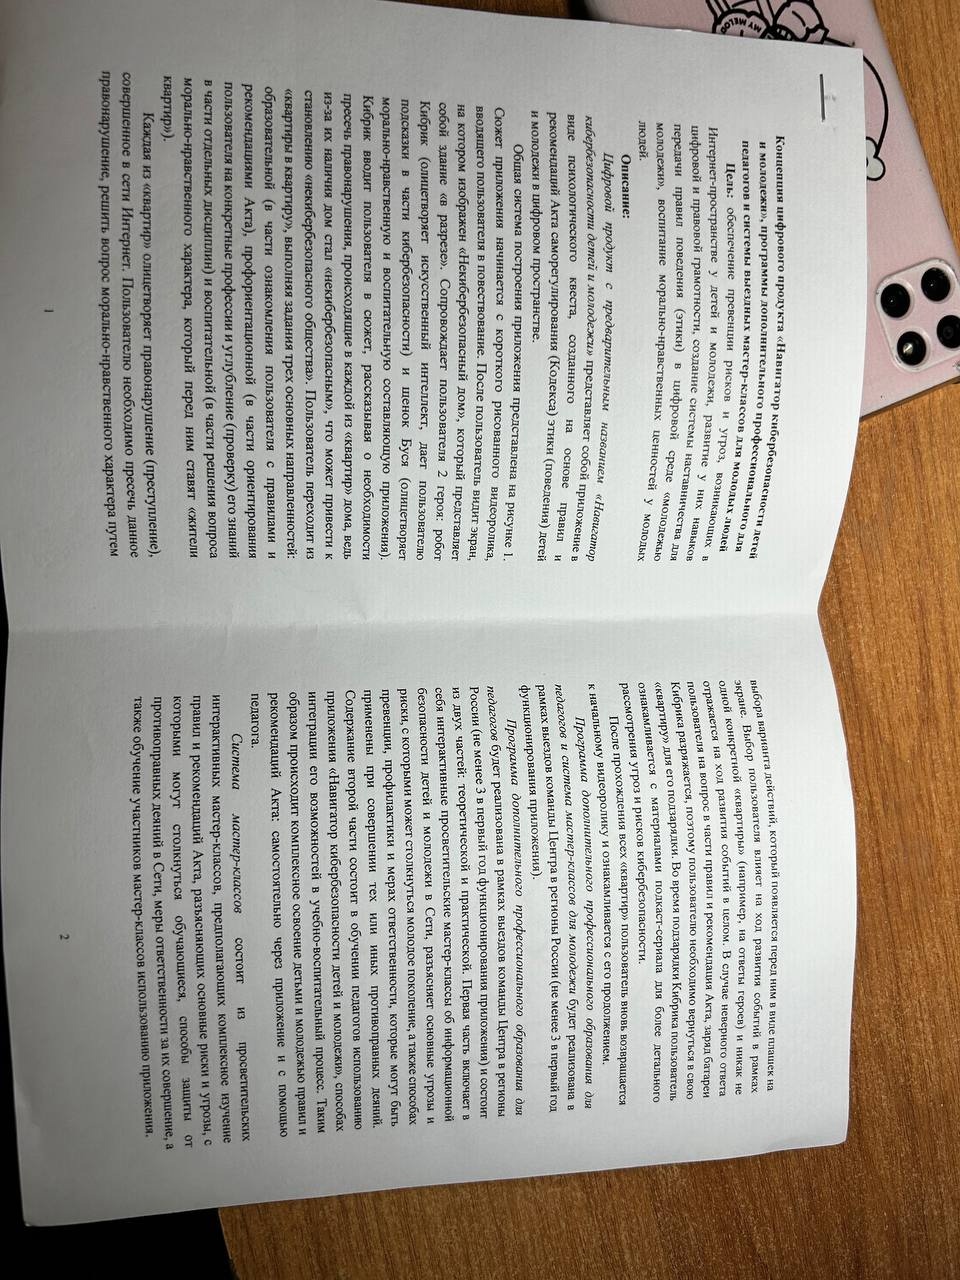 Концепция цифрового продукта «Навигатор кибербезопасности детей
и молодежи», программы дополнительного профессионального для
педагогов и системы выездных мастер-классов для молодых людей
Цель: обеспечение превенции рисков и угроз, возникающих в
Интернет-пространстве у детей и молодежи, развитие у них навыков
цифровой и правовой грамотности, создание системы наставничества для
передачи правил поведения (этики) в цифровой среде «молодежью
молодежи», воспитание морально-нравственных ценностей у молодых
людей.
Описание:
Цифровой продукт с предварительным названием «Навигатор
кибербезопасности детей и молодежи» представляет собой приложение в
виде психологического квеста, созданного на основе правил и
рекомендаций Акта саморегулирования (Кодекса) этики (поведения) детей
и молодежи в цифровом пространстве.
Общая система построения приложения представлена на рисунке 1.
Сюжет приложения начинается с короткого рисованного видеоролика,
вводящего пользователя в повествование. После пользователь видит экран,
на котором изображен «Некибербезопасный дом», который представляет
собой здание «в разрезе». Сопровождает пользователя 2 героя: робот
Кибрик (олицетворяет искусственный интеллект, дает пользователю
подсказки в части кибербезопасности) и щенок Буся (олицетворяет
морально-нравственную и воспитательную составляющую приложения).
Кибрик вводит пользователя в сюжет, рассказывая о необходимости
пресечь правонарушения, происходящие в каждой из «квартир» дома, ведь
из-за их наличия дом стал «некибербезопасным», что может привести к
становлению «некибербезопасного общества». Пользователь переходит из
«квартиры в квартиру», выполняя задания трех основных направленностей:
образовательной (в части ознакомления пользователя с правилами и
рекомендациями Акта), профориентационной (в части ориентирования
пользователя на конкретные профессии и углубление (проверку) его знаний
в части отдельных дисциплин) и воспитательной (в части решения вопроса
морально-нравственного характера, который перед ним ставят «жители
квартир»).
Каждая из «квартир» олицетворяет правонарушение (преступление),
совершенное в сети Интернет. Пользователю необходимо пресечь данное
правонарушение, решить вопрос морально-нравственного характера путем
1
выбора варианта действий, который появляется перед ним в виде плашек на
экране. Выбор пользователя влияет на ход развития событий в рамках
одной конкретной «квартиры» (например, на ответы героев) и никак не
отражается на ход развития событий в целом. В случае неверного ответа
пользователя на вопрос в части правил и рекомендация Акта, заряд батареи
Кибрика разряжается, поэтому пользователю необходимо вернуться в свою
«квартиру» для его подзарядки. Во время подзарядки Кибрика пользователь
ознакамливается с материалами подкаст-сериала для более детального
рассмотрения угроз и рисков кибербезопасности.
После прохождения всех «квартир» пользователь вновь возвращается
к начальному видеоролику и ознакамливается с его продолжением.
Программа дополнительного профессионального образования для
педагогов и система мастер-классов для молодежи будет реализована в
рамках выездов команды Центра в регионы России (не менее 3 в первый год
функционирования приложения).
Программа дополнительного профессионального образования для
педагогов будет реализована в рамках выездов команды Центра в регионы
России (не менее 3 в первый год функционирования приложения) и состоит
из двух частей: теоретической и практической. Первая часть включает в
себя интерактивные просветительские мастер-классы об информационной
безопасности детей и молодежи в Сети, разъясняет основные угрозы и
риски, с которыми может столкнуться молодое поколение, а также способах
превенции, профилактики и мерах ответственности, которые могут быть
применены при совершении тех или иных противоправных деяний.
Содержание второй части состоит в обучении педагогов использованию
приложения «Навигатор кибербезопасности детей и молодежи», способах
интеграции его возможностей в учебно-воспитательный процесс. Таким
образом происходит комплексное освоение детьми и молодежью правил и
рекомендаций Акта: самостоятельно через приложение и с помощью
педагога.
Система мастер-классов состоит из просветительских
интерактивных мастер-классов, предполагающих комплексное изучение
правил и рекомендаций Акта, разъясняющих основные риски и угрозы, с
которыми могут столкнуться обучающиеся, способы защиты от
противоправных деяний в Сети, меры ответственности за их совершение, а
также обучение участников мастер-классов использованию приложения.
2